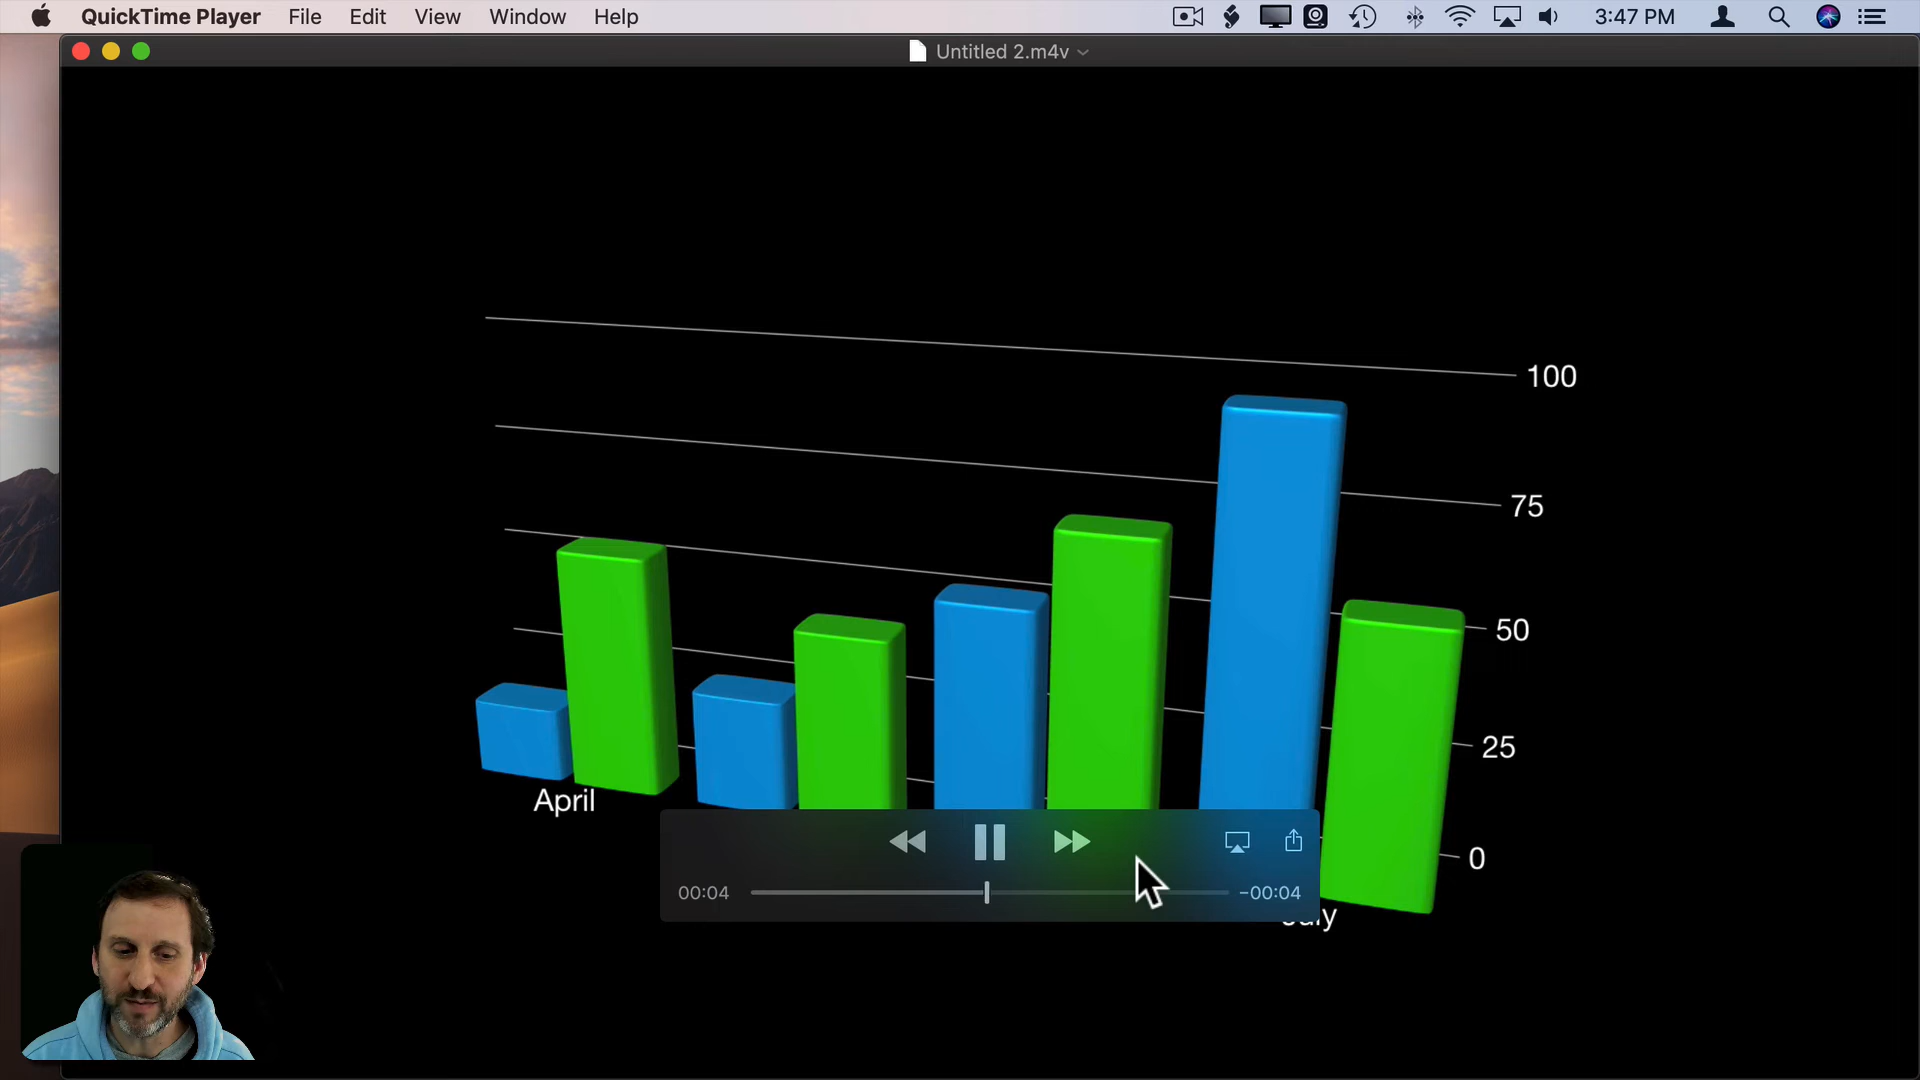 QuickTime Player File Edit View Window Help 3:47 PM
Untitled 2.m4v
100
75
50
25
0
April
00:04 -00:04
July